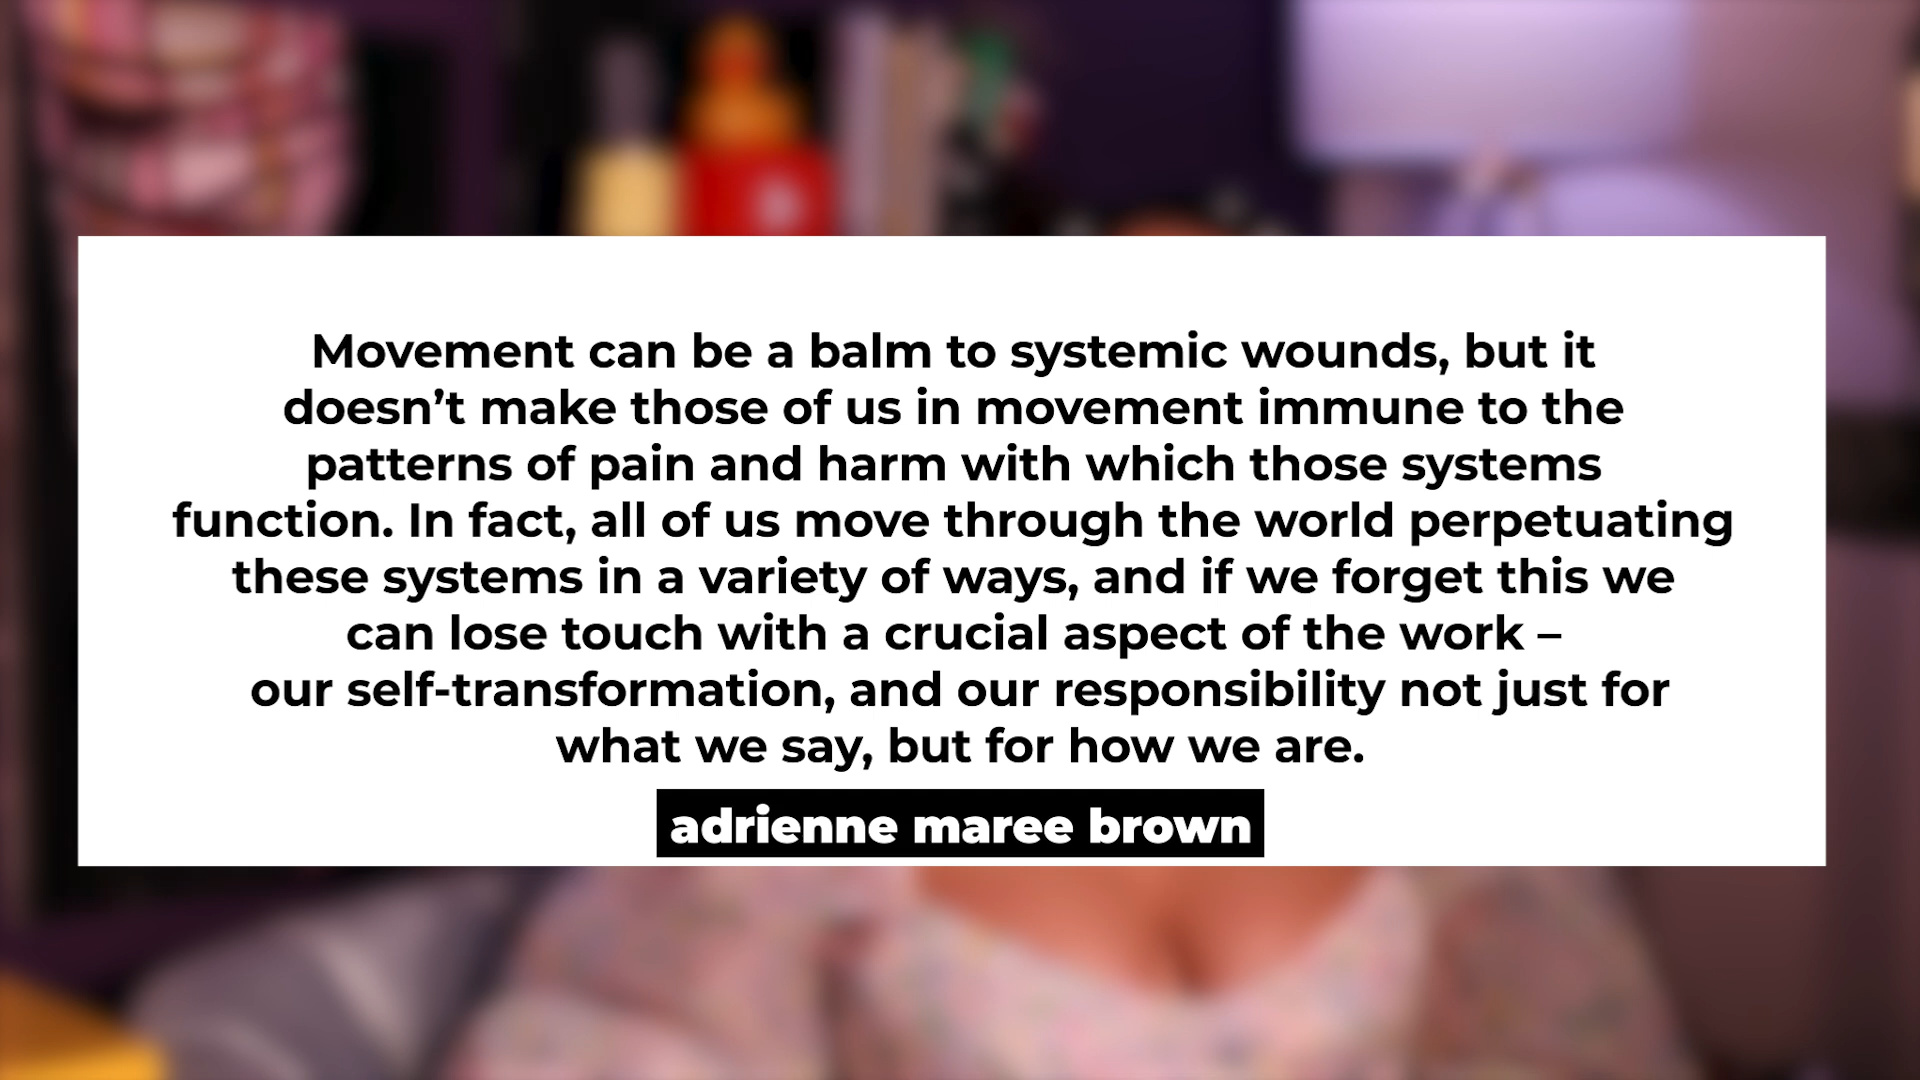 Movement can be a balm to systemic wounds, but it
doesn’t make those of us in movement immune to the
patterns of pain and harm with which those systems
function. In fact, all of us move through the world perpetuating
these systems in a variety of ways, and if we forget this we
can lose touch with a crucial aspect of the work –
our self-transformation, and our responsibility not just for
what we say, but for how we are.
adrienne maree brown